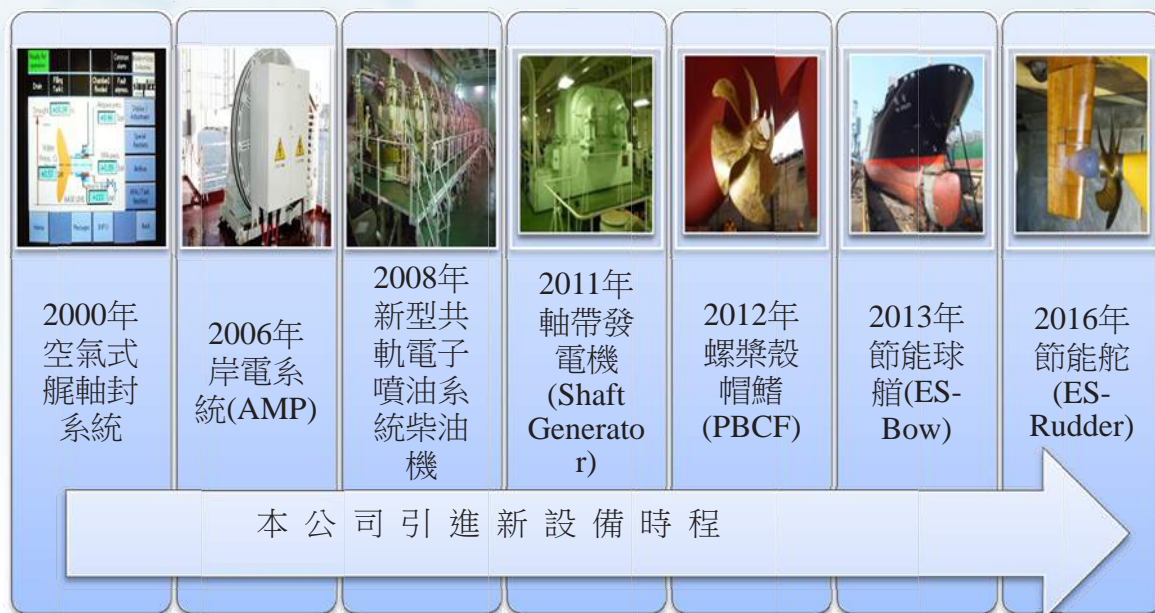 2000年
空氣式
艉軸封
系統
2006年
岸電系
統(AMP)
2008年
新型共
軌電子
噴油系
統柴油
機
2011年
軸帶發
電機
(Shaft
Generato
r)
2012年
螺槳殼
帽鰭
(PBCF)
2013年
節能球
艏(ES-
Bow)
2016年
節能舵
(ES-
Rudder)
本公司引進新設備時程